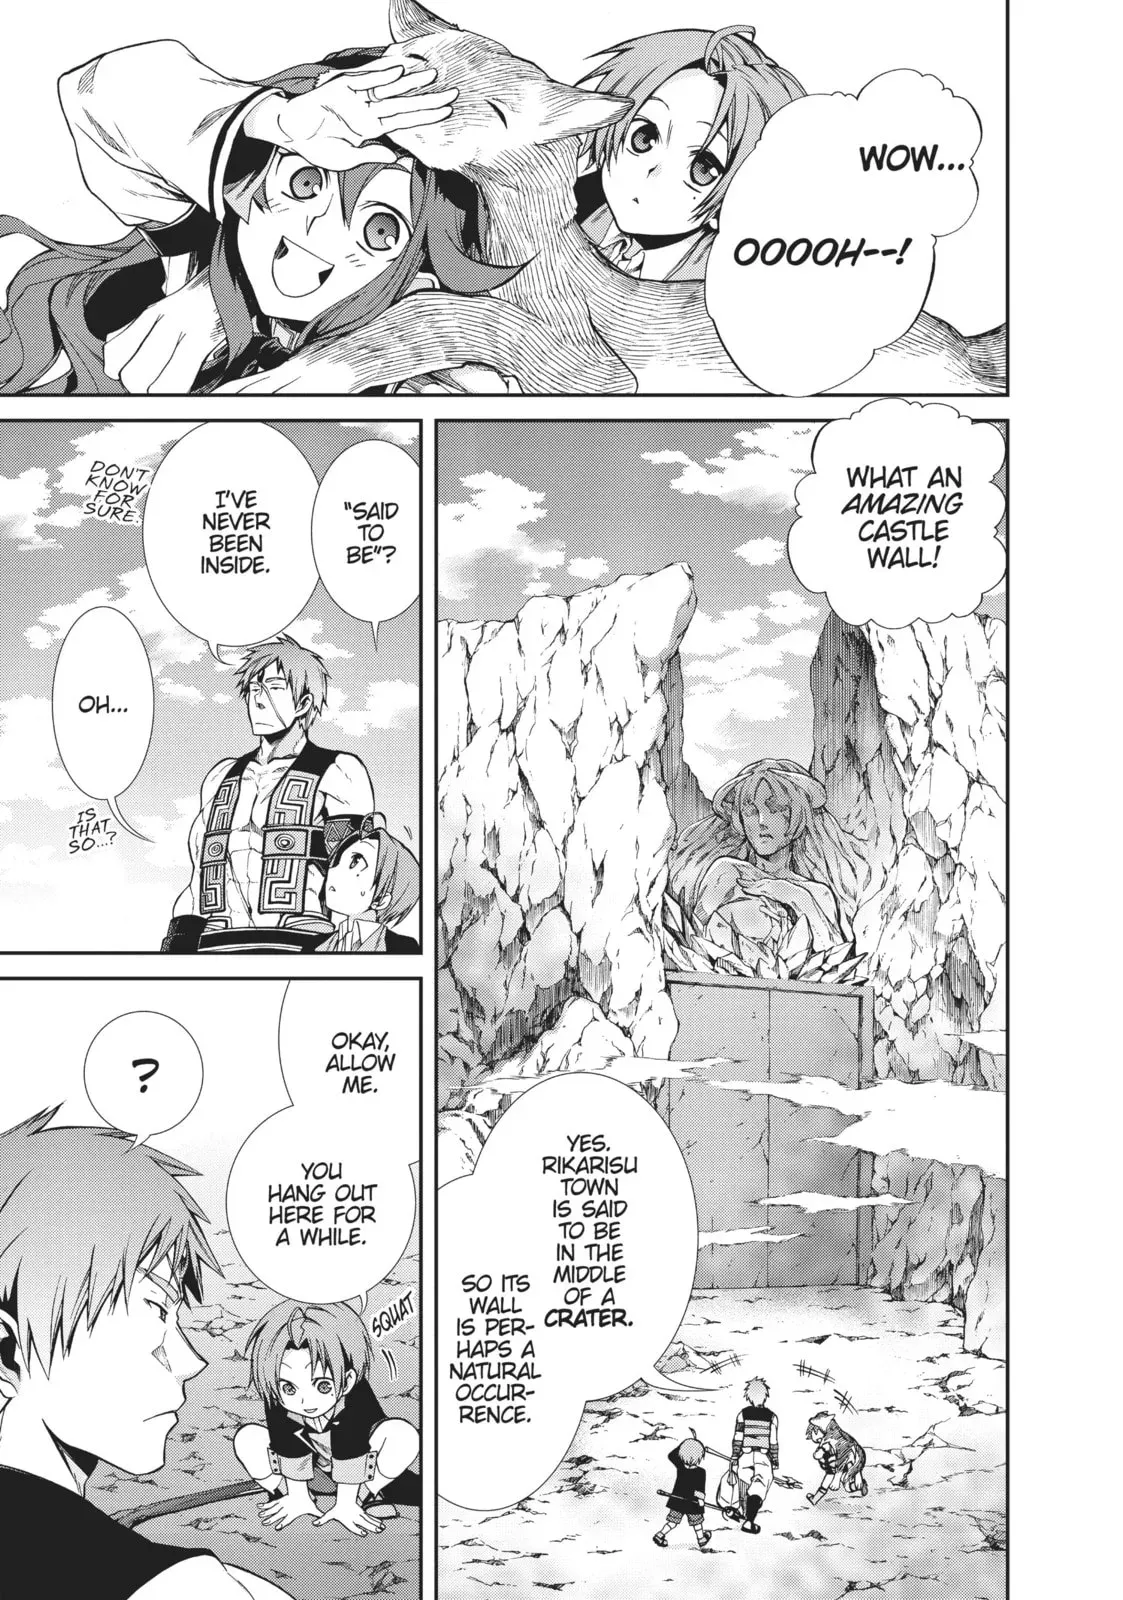 WOW...
OOOOH--!
WHAT AN
AMAZING
CASTLE
WALL!
YES.
RIKARISU
TOWN
IS SAID
TO BE
IN THE
MIDDLE
OF A
CRATER.
SO ITS
WALL
IS PER-
HAPS A
NATURAL
OCCUR-
RENCE.
"SAID
TO
BE"?
I'VE
NEVER
BEEN
INSIDE.
DON'T
KNOW
FOR
SURE.
OH...
IS
THAT
SO...?
OKAY,
ALLOW
ME.
YOU
HANG OUT
HERE FOR
A WHILE.
SQUAT
?